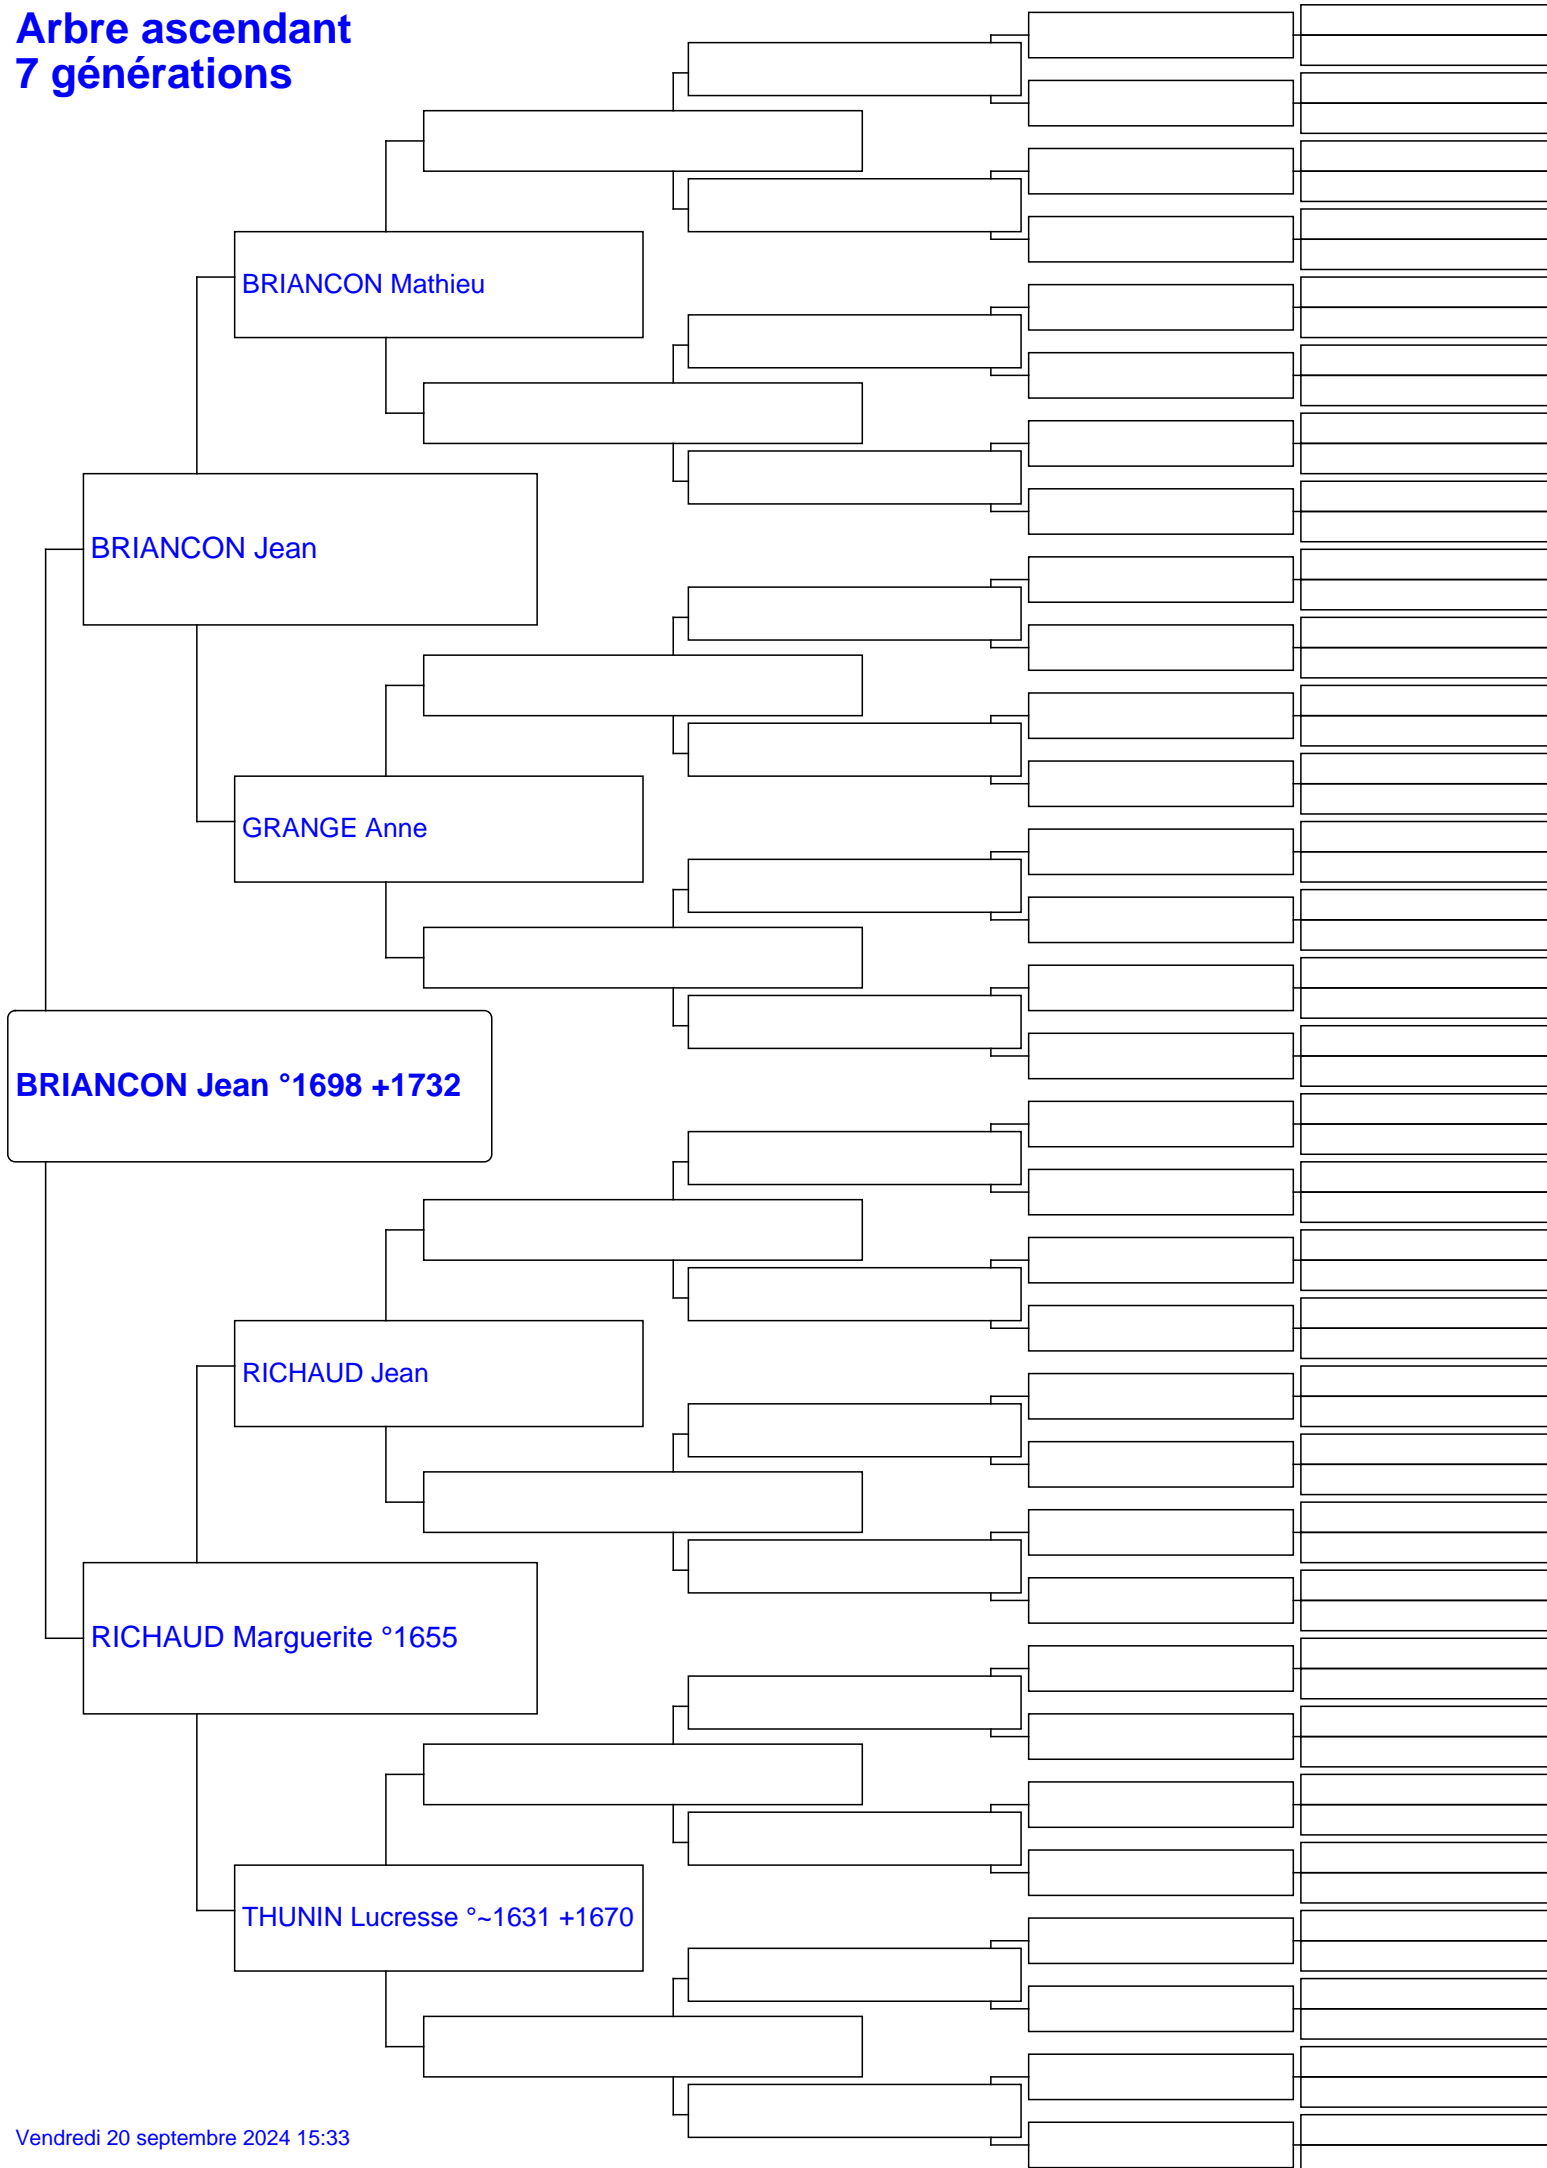 Arbre ascendant
7 générations
BRIANCON Mathieu
BRIANCON Jean
GRANGE Anne
BRIANCON Jean °1698 +1732
RICHAUD Jean
RICHAUD Marguerite °1655
THUNIN Lucresse °~1631 +1670
Vendredi 20 septembre 2024 15:33